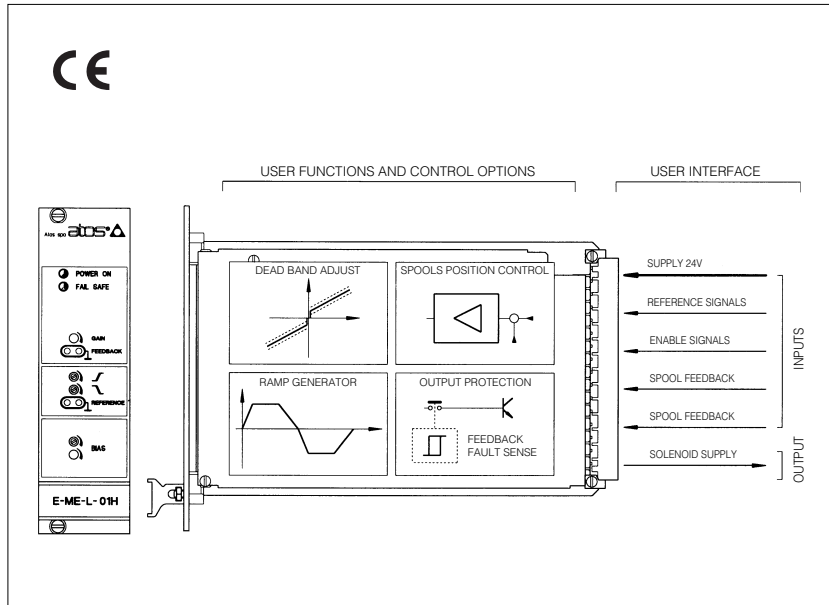 CE
USER FUNCTIONS AND CONTROL OPTIONS
USER INTERFACE
Atos spa atos
POWER ON
FAIL SAFE
GAIN
FEEDBACK
REFERENCE
BIAS
E-ME-L-01H
DEAD BAND ADJUST
SPOOLS POSITION CONTROL
RAMP GENERATOR
OUTPUT PROTECTION
FEEDBACK
FAULT SENSE
SUPPLY 24V
REFERENCE SIGNALS
ENABLE SIGNALS
SPOOL FEEDBACK
SPOOL FEEDBACK
SOLENOID SUPPLY
INPUTS
OUTPUT